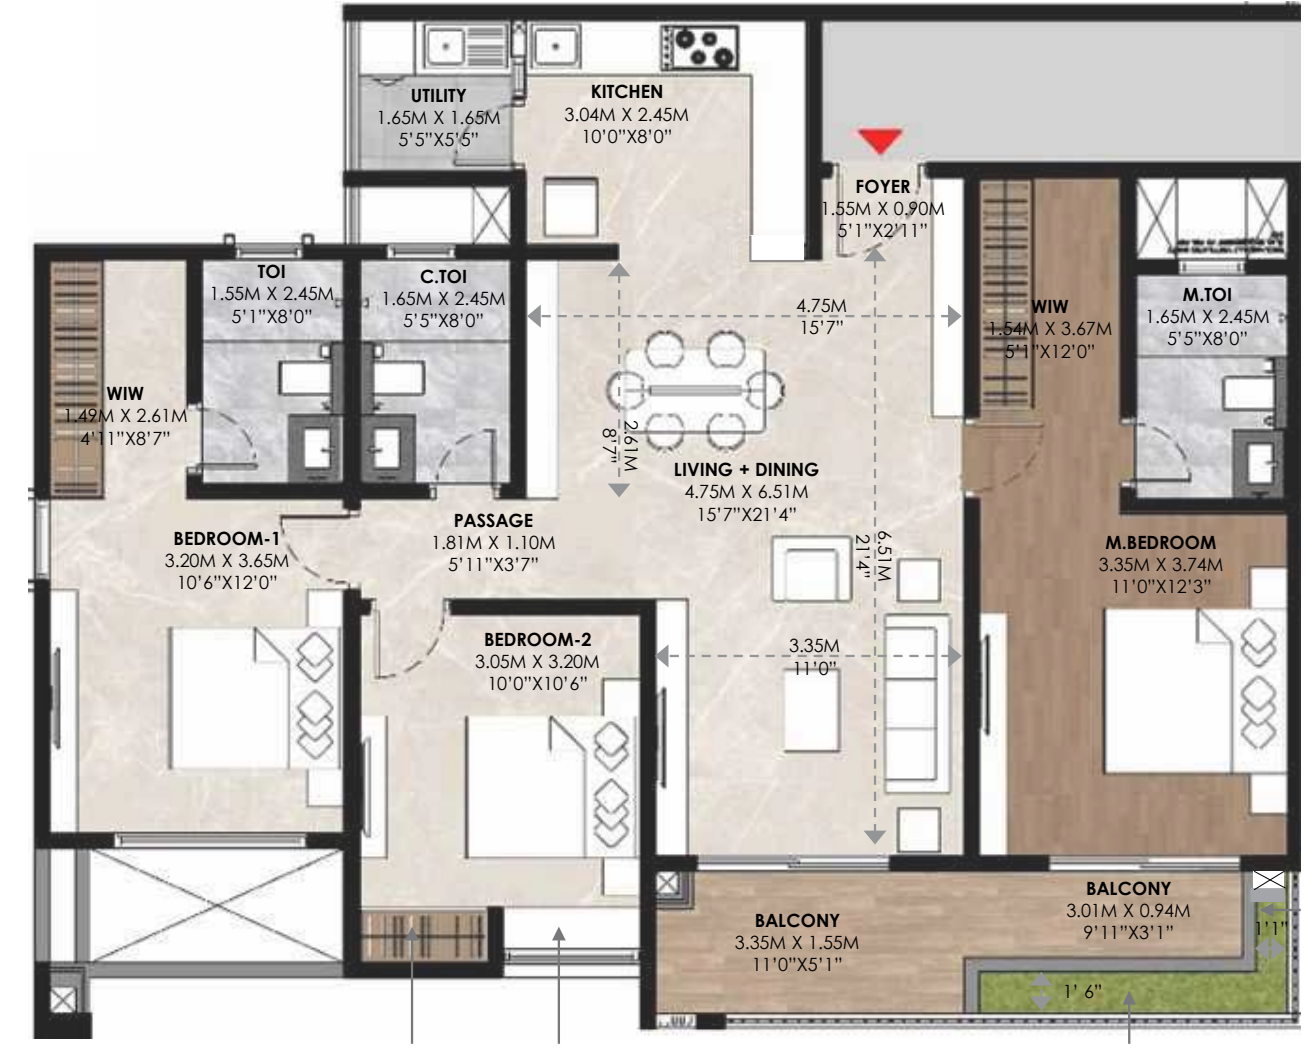 UTILITY
1.65M X 1.65M
5'5"X5'5"
KITCHEN
3.04M X 2.45M
10'0"X8'0"
FOYER
1.55M X 0.90M
5'1"X2'11"
TOI
1.55M X 2.45M
5'1"X8'0"
C.TOI
1.65M X 2.45M
5'5"X8'0"
4.75M
15'7"
WIW
1.54M X 3.67M
5'1"X12'0"
M.TOI
1.65M X 2.45M
5'5"X8'0"
WIW
1.49M X 2.61M
4'11"X8'7"
2.61M
8'7"
LIVING + DINING
4.75M X 6.51M
15'7"X21'4"
PASSAGE
1.81M X 1.10M
5'11"X3'7"
BEDROOM-1
3.20M X 3.65M
10'6"X12'0"
6.51M
21'4"
M.BEDROOM
3.35M X 3.74M
11'0"X12'3"
BEDROOM-2
3.05M X 3.20M
10'0"X10'6"
3.35M
11'0"
BALCONY
3.35M X 1.55M
11'0"X5'1"
BALCONY
3.01M X 0.94M
9'11"X3'1"
1'1"
1' 6"